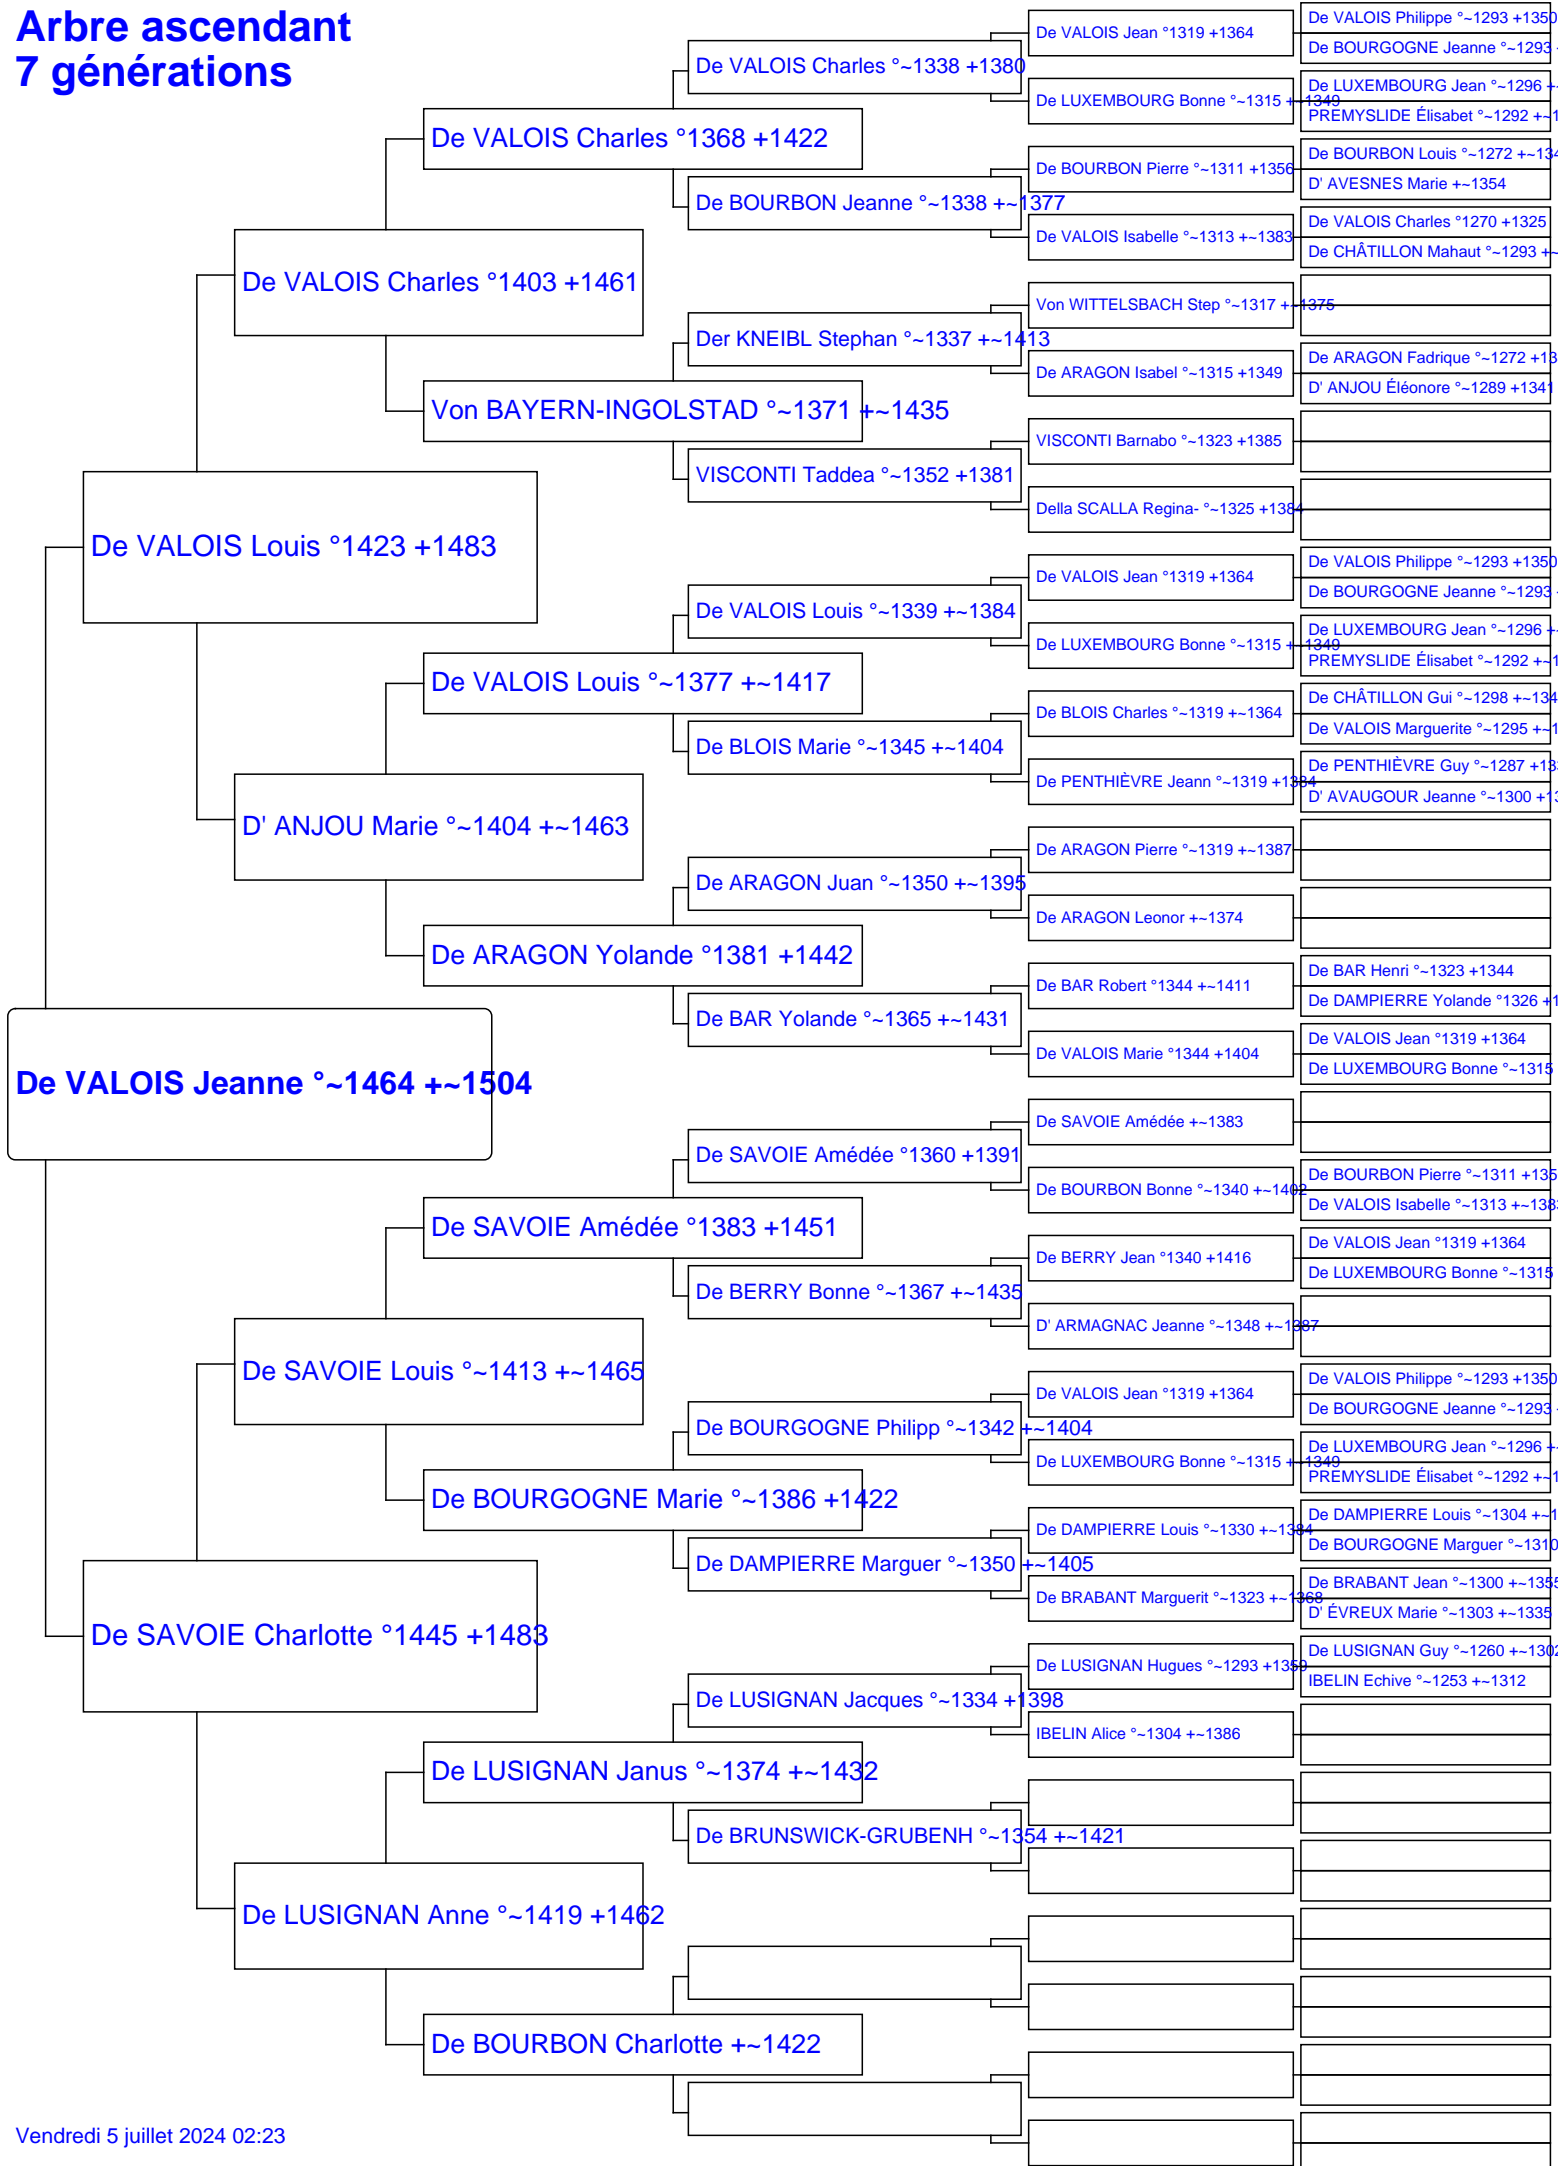 Arbre ascendant
7 générations
De VALOIS Jeanne °~1464 +~1504
De VALOIS Louis °1423 +1483
De SAVOIE Charlotte °1445 +1483
De VALOIS Charles °1403 +1461
D' ANJOU Marie °~1404 +~1463
De SAVOIE Louis °~1413 +~1465
De LUSIGNAN Anne °~1419 +1462
De VALOIS Charles °1368 +1422
Von BAYERN-INGOLSTAD °~1371 +~1435
De VALOIS Louis °~1377 +~1417
De ARAGON Yolande °1381 +1442
De SAVOIE Amédée °1383 +1451
De BOURGOGNE Marie °~1386 +1422
De LUSIGNAN Janus °~1374 +~1432
De BOURBON Charlotte +~1422
De VALOIS Charles °~1338 +1380
De BOURBON Jeanne °~1338 +~1377
Der KNEIBL Stephan °~1337 +~1413
VISCONTI Taddea °~1352 +1381
De VALOIS Louis °~1339 +~1384
De BLOIS Marie °~1345 +~1404
De ARAGON Juan °~1350 +~1395
De BAR Yolande °~1365 +~1431
De SAVOIE Amédée °1360 +1391
De BERRY Bonne °~1367 +~1435
De BOURGOGNE Philipp °~1342 +~1404
De DAMPIERRE Marguer °~1350 +~1405
De LUSIGNAN Jacques °~1334 +1398
De BRUNSWICK-GRUBENH °~1354 +~1421
De VALOIS Jean °1319 +1364
De LUXEMBOURG Bonne °~1315 +~1349
De BOURBON Pierre °~1311 +1356
De VALOIS Isabelle °~1313 +~1383
Von WITTELSBACH Step °~1317 +~1375
De ARAGON Isabel °~1315 +1349
VISCONTI Barnabo °~1323 +1385
Della SCALLA Regina- °~1325 +1384
De VALOIS Jean °1319 +1364
De LUXEMBOURG Bonne °~1315 +~1349
De BLOIS Charles °~1319 +~1364
De PENTHIÈVRE Jeann °~1319 +1384
De ARAGON Pierre °~1319 +~1387
De ARAGON Leonor +~1374
De BAR Robert °1344 +~1411
De VALOIS Marie °1344 +1404
De SAVOIE Amédée +~1383
De BOURBON Bonne °~1340 +~1402
De BERRY Jean °1340 +1416
D' ARMAGNAC Jeanne °~1348 +~1387
De VALOIS Jean °1319 +1364
De LUXEMBOURG Bonne °~1315 +~1349
De DAMPIERRE Louis °~1330 +~1384
De BRABANT Marguerit °~1323 +~1368
De LUSIGNAN Hugues °~1293 +1359
IBELIN Alice °~1304 +~1386
De VALOIS Philippe °~1293 +1350
De BOURGOGNE Jeanne °~1293
De LUXEMBOURG Jean °~1296
PREMYSLIDE Élisabet °~1292 +~1
De BOURBON Louis °~1272 +~134
D' AVESNES Marie +~1354
De VALOIS Charles °1270 +1325
De CHÂTILLON Mahaut °~1293
De ARAGON Fadrique °~1272 +13
D' ANJOU Éléonore °~1289 +1341
De VALOIS Philippe °~1293 +1350
De BOURGOGNE Jeanne °~1293
De LUXEMBOURG Jean °~1296
PREMYSLIDE Élisabet °~1292 +~1
De CHÂTILLON Gui °~1298 +~134
De VALOIS Marguerite °~1295 +~1
De PENTHIÈVRE Guy °~1287 +133
D' AVAUGOUR Jeanne °~1300 +13
De BAR Henri °~1323 +1344
De DAMPIERRE Yolande °1326 +1
De VALOIS Jean °1319 +1364
De LUXEMBOURG Bonne °~1315
De BOURBON Pierre °~1311 +135
De VALOIS Isabelle °~1313 +~1383
De VALOIS Jean °1319 +1364
De LUXEMBOURG Bonne °~1315
De VALOIS Philippe °~1293 +1350
De BOURGOGNE Jeanne °~1293
De LUXEMBOURG Jean °~1296
PREMYSLIDE Élisabet °~1292 +~1
De DAMPIERRE Louis °~1304 +~1
De BOURGOGNE Marguer °~1310
De BRABANT Jean °~1300 +~1355
D' ÉVREUX Marie °~1303 +~1335
De LUSIGNAN Guy °~1260 +~1302
IBELIN Echive °~1253 +~1312
Vendredi 5 juillet 2024 02:23